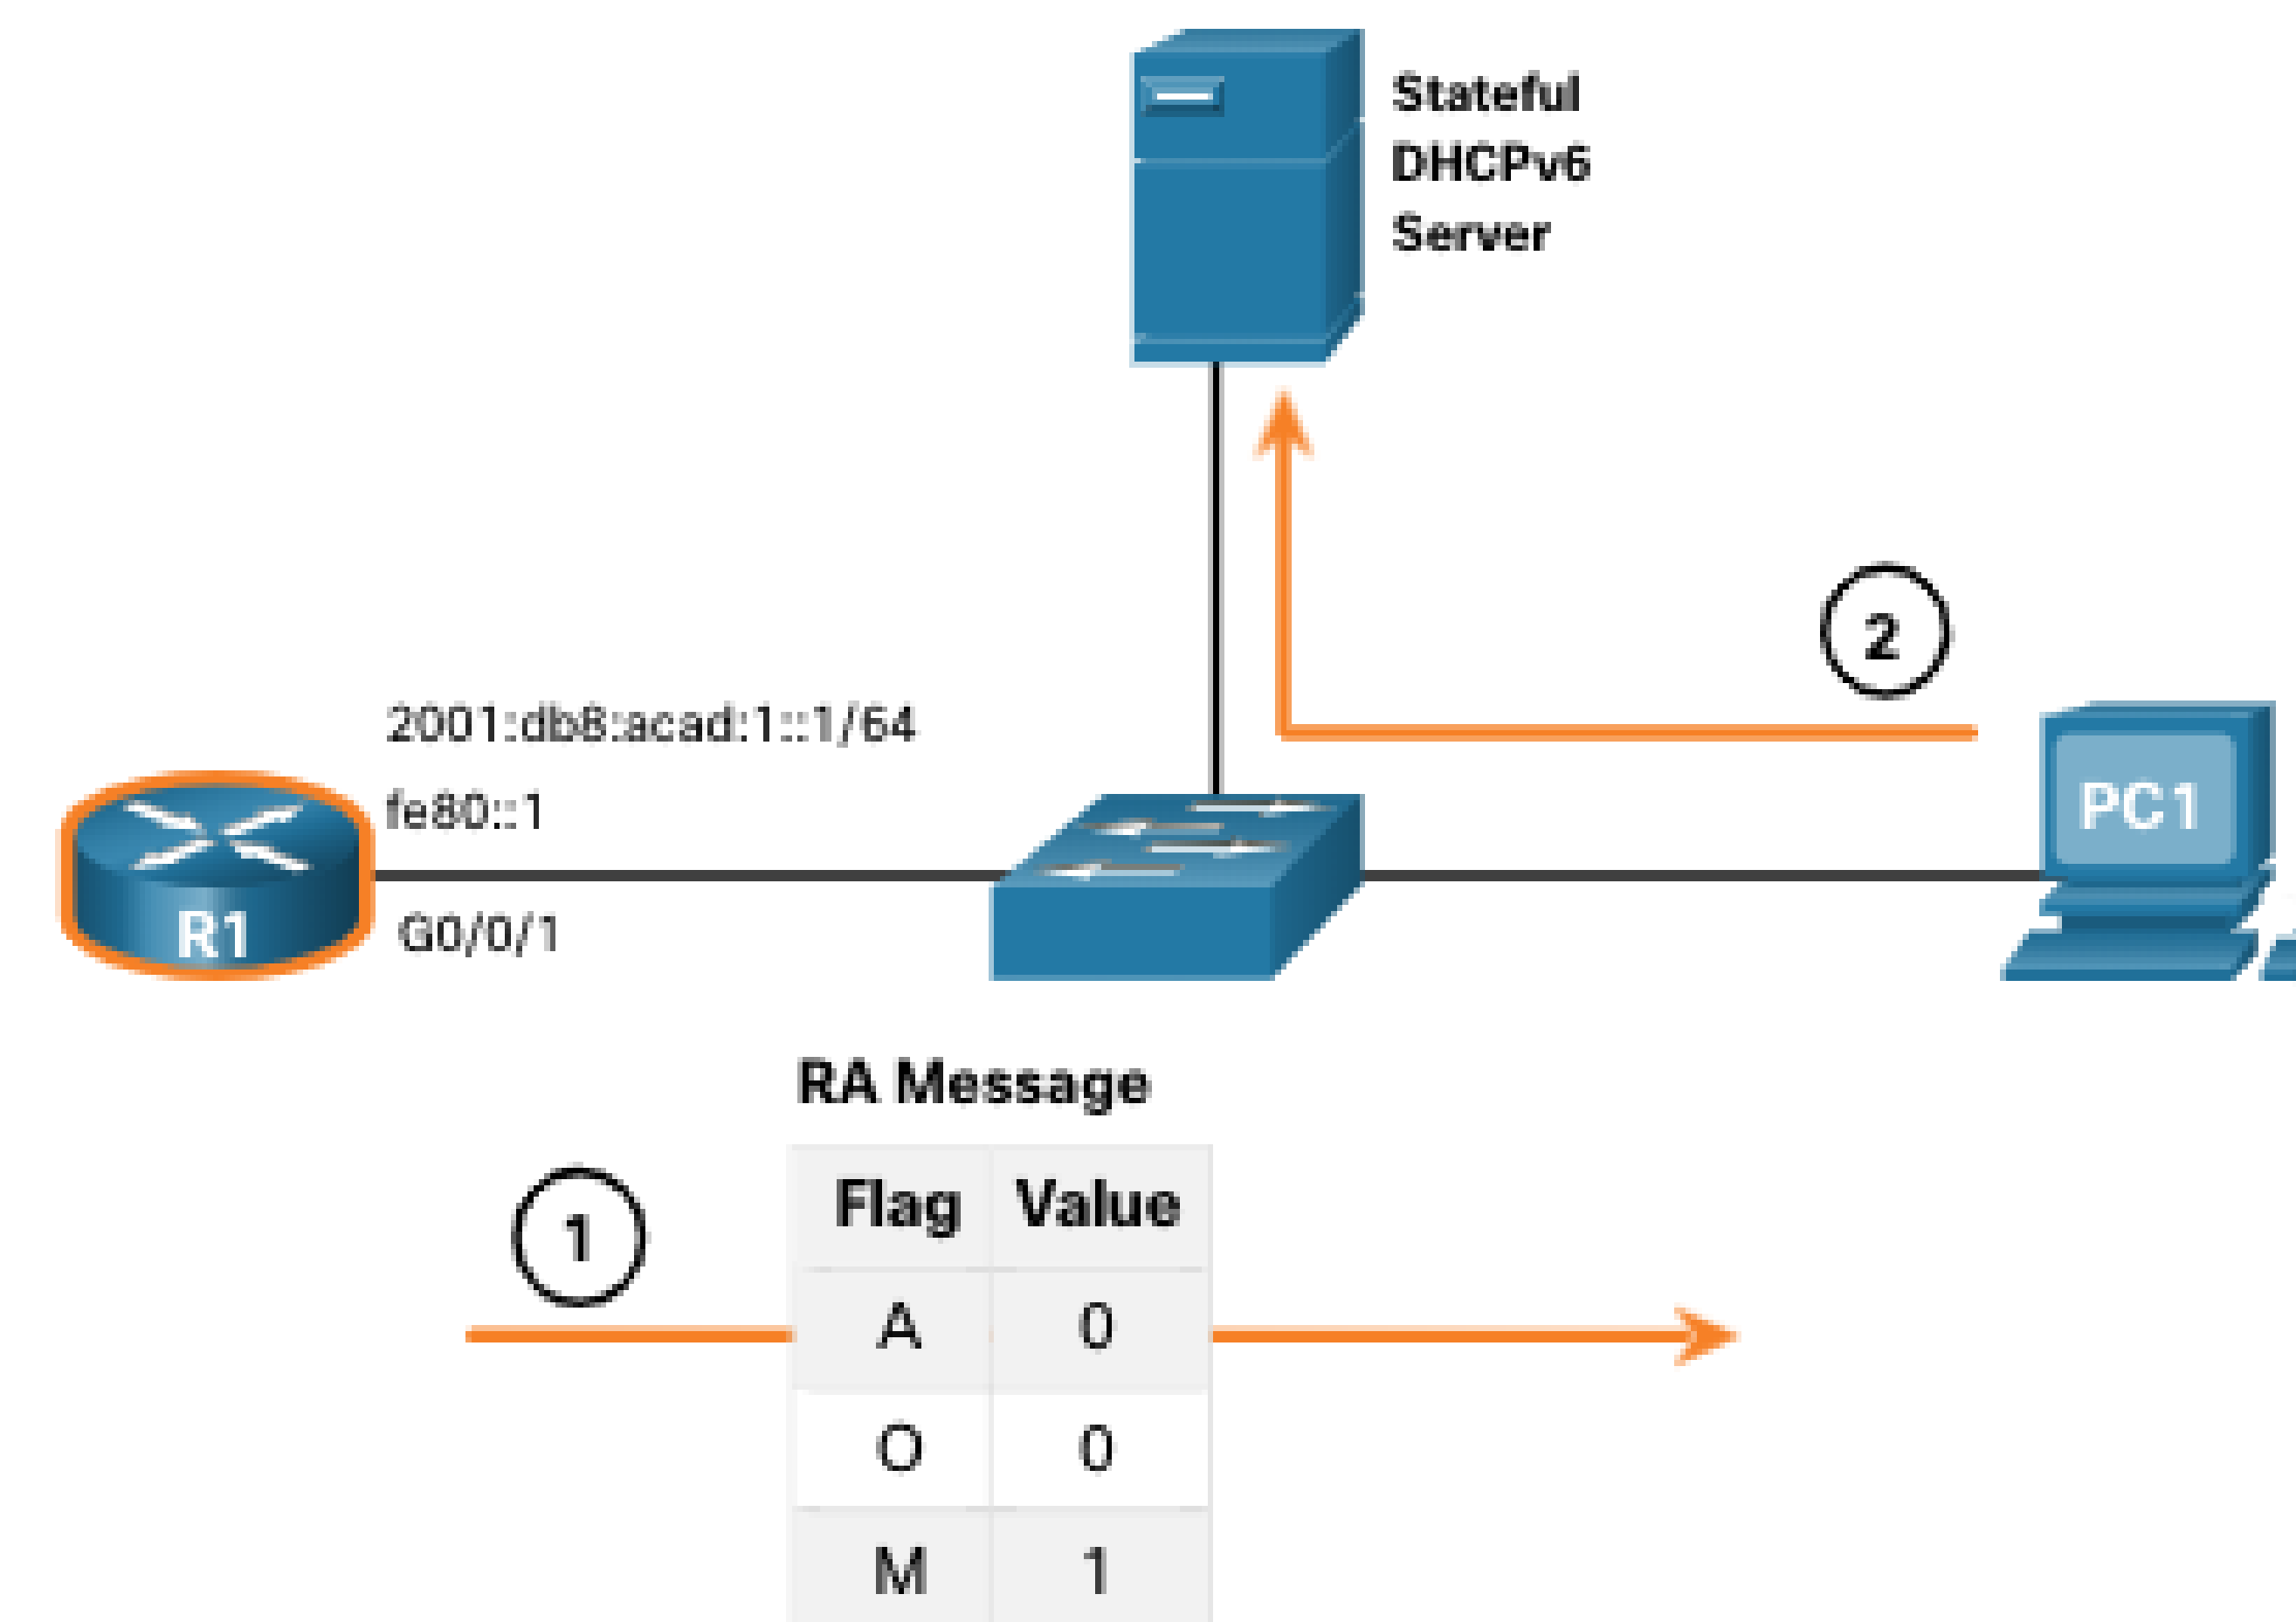 Stateful
DHCPv6
Server
2
2001:db8:acad:1::1/64
fe80::1
PC1
R1
G0/0/1
RA Message
1
Flag Value
A 0
O 0
M 1